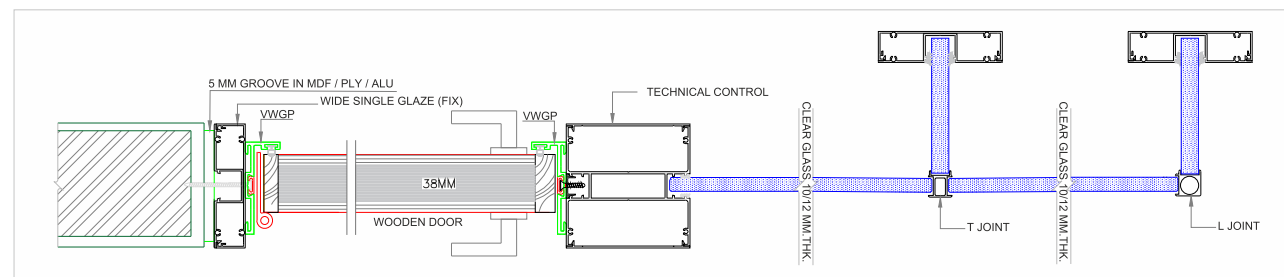 5 MM GROOVE IN MDF / PLY / ALU
WIDE SINGLE GLAZE (FIX)
VWGP
VWGP
TECHNICAL CONTROL
38MM
WOODEN DOOR
CLEAR GLASS 10/12 MM.THK.
CLEAR GLASS 10/12 MM.THK.
T JOINT
L JOINT